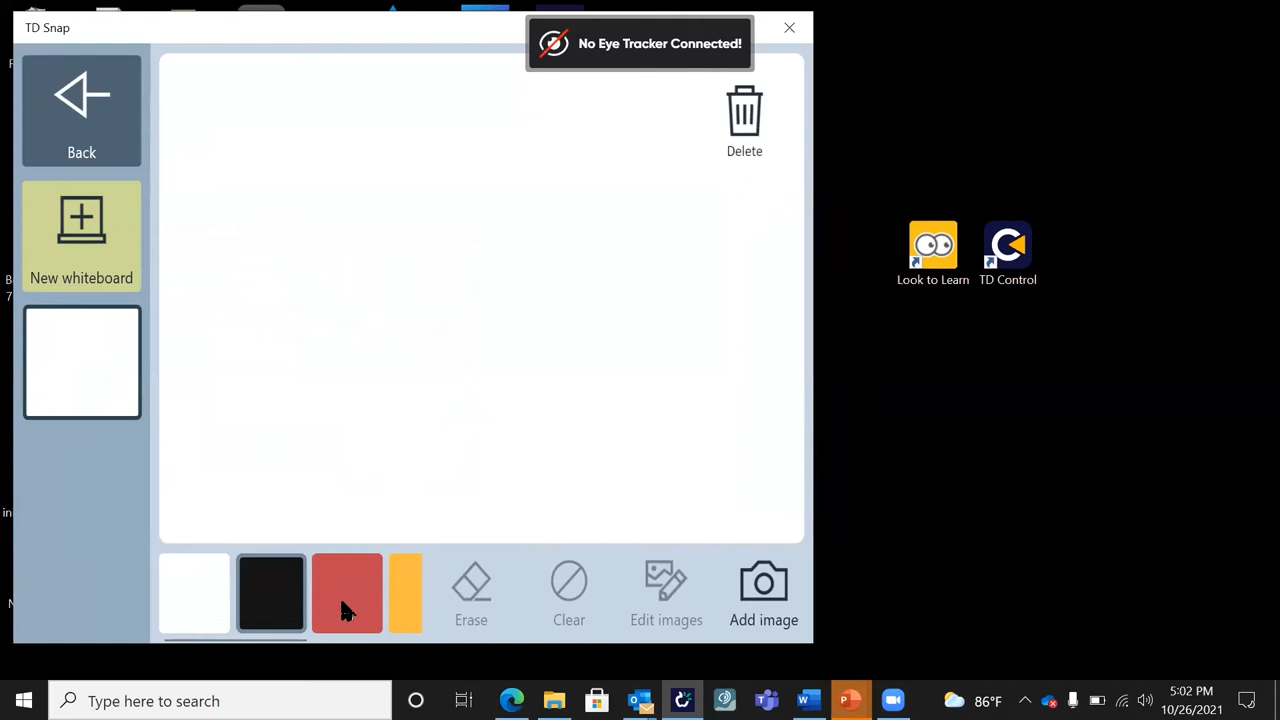 TD Snap
No Eye Tracker Connected!
Back
Delete
New whiteboard
Look to Learn
TD Control
Erase
Clear
Edit images
Add image
Type here to search
86°F
5:02 PM
10/26/2021